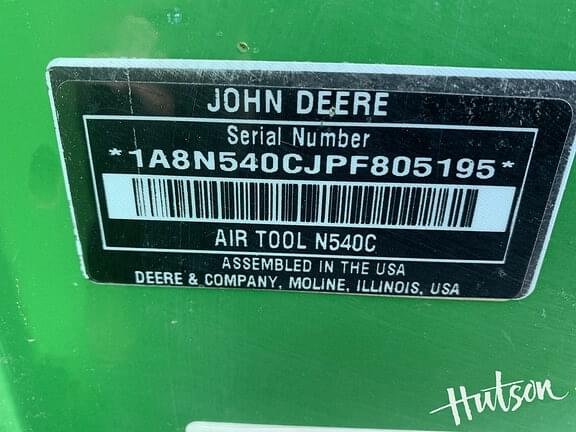 JOHN DEERE
Serial Number
*1A8N540CJPF805195*
AIR TOOL N540C
ASSEMBLED IN THE USA
DEERE & COMPANY, MOLINE, ILLINOIS, USA
Hutson